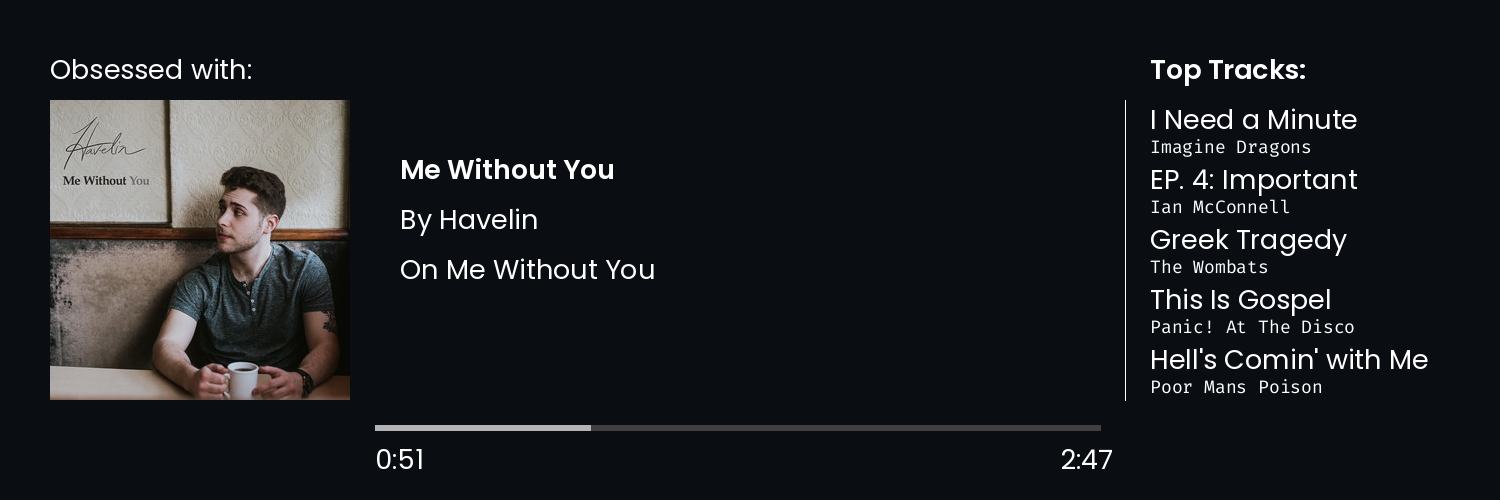 Obsessed with:
Havelin
Me Without You
Me Without You
By Havelin
On Me Without You
0:51
2:47
Top Tracks:
I Need a Minute
Imagine Dragons
EP. 4: Important
Ian McConnell
Greek Tragedy
The Wombats
This Is Gospel
Panic! At The Disco
Hell's Comin' with Me
Poor Mans Poison